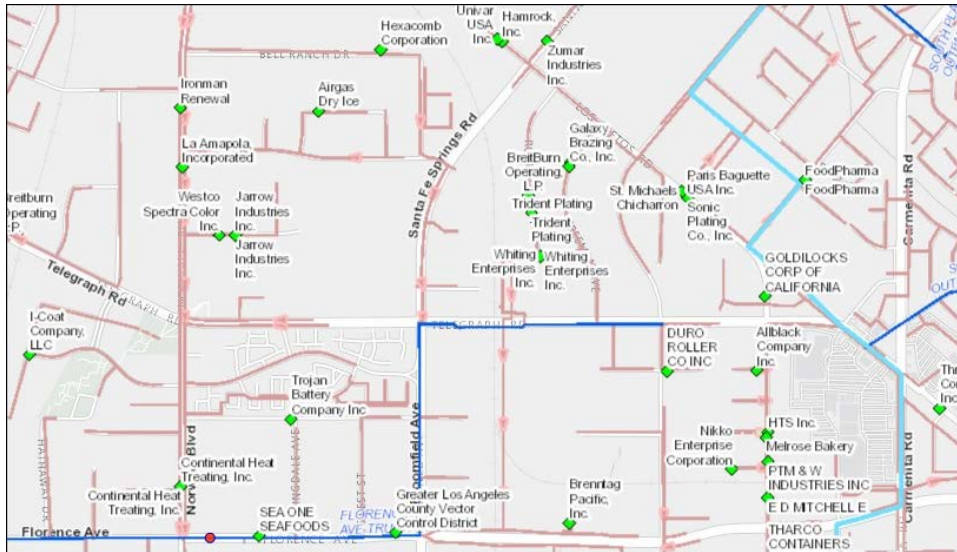 Hexacomb
Corporation
BELL RANCH DR
Univar
USA
Inc.
Hamrock,
Inc.
Zumar
Industries
Inc.
SOUTH PL
OUTF
Ironman
Renewal
Airgas
Dry Ice
Santa Fe Springs Rd
Galaxy
Brazing
Co., Inc.
La Amapola,
Incorporated
BreitBurn
Operating,
L.P.
Trident Plating
Trident
Plating
St. Michaels
Chicharron
Paris Baguette
USA Inc.
Sonic
Plating
Co., Inc.
FoodPharma
FoodPharma
Carmenita Rd
Breitburn
Operating
Westco
Spectra Color
Inc.
Jarrow
Industries
Inc.
Jarrow
Industries
Inc.
Whiting
Enterprises
Inc.
Whiting
Enterprises
Inc.
GOLDILOCKS
CORP OF
CALIFORNIA
OUT
Telegraph Rd
TELEGRAPH RD
I-Coat
Company,
LLC
DURO
ROLLER
CO INC
Allblack
Company
Inc.
Trojan
Battery
Company Inc
Nikko
Enterprise
Corporation
HTS Inc.
Melrose Bakery
PTM & W
INDUSTRIES INC
E D MITCHELL E
THARCO
CONTAINERS
Carmenita Rd
Continental Heat
Treating, Inc.
Continental Heat
Treating, Inc.
SEA ONE
SEAFOODS
Greater Los Angeles
County Vector
Control District
Brenntag
Pacific,
Inc.
Florence Ave
FLORENCE AVE